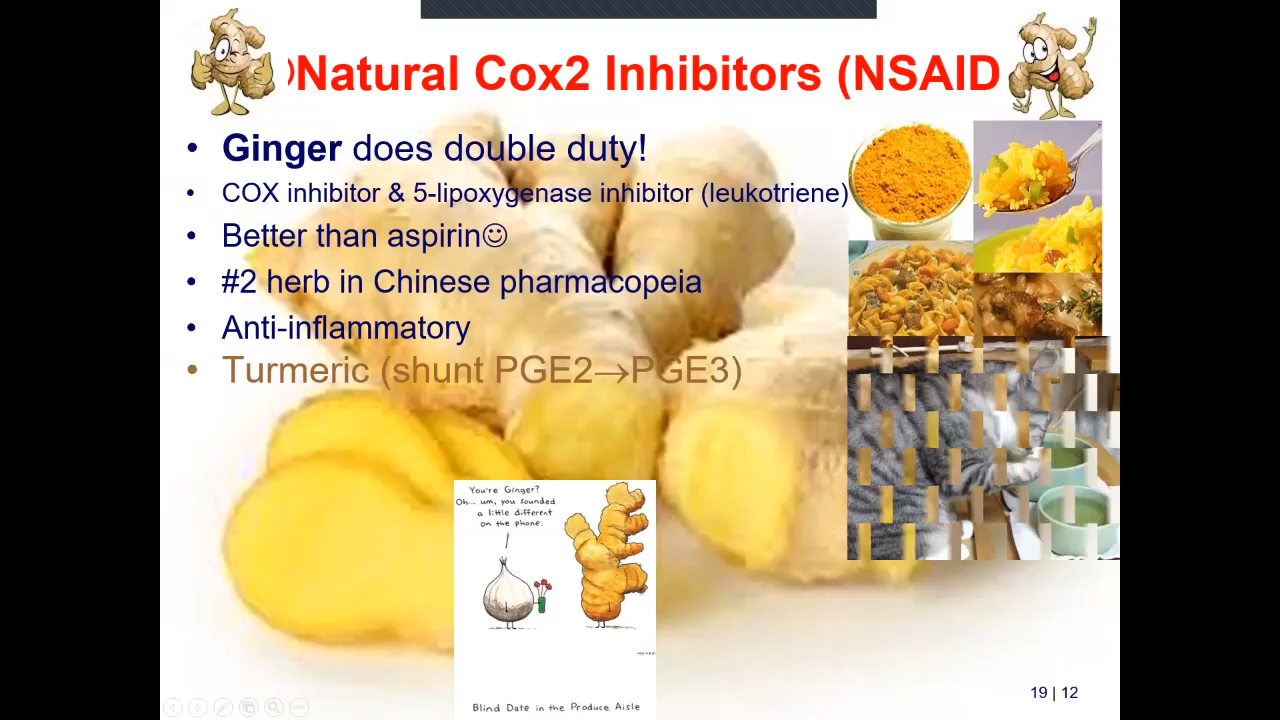 Natural Cox2 Inhibitors (NSAID
• Ginger does double duty!
• COX inhibitor & 5-lipoxygenase inhibitor (leukotriene)
• Better than aspirin☺
• #2 herb in Chinese pharmacopeia
• Anti-inflammatory
• Turmeric (shunt PGE2→PGE3)
You're Ginger?
Oh... um, you sounded
a little different
on the phone.
Blind Date in the Produce Aisle
19 | 12